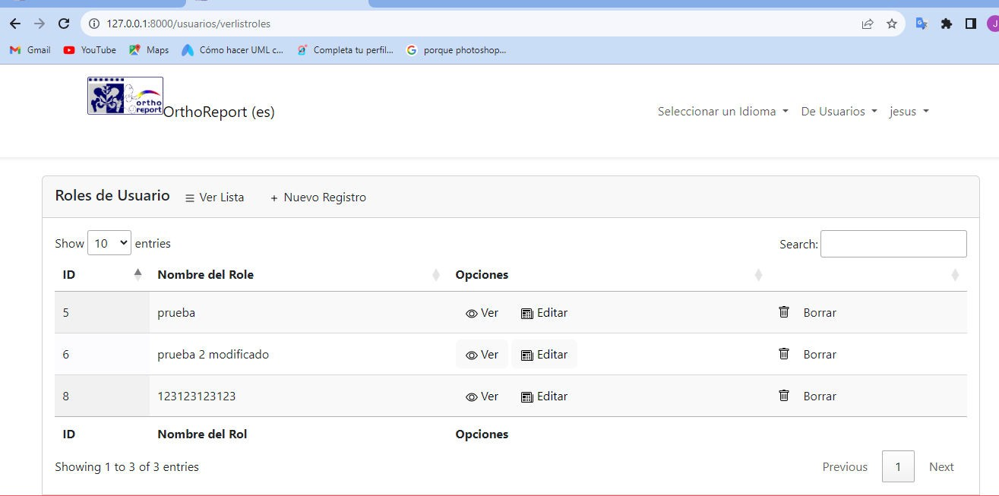 127.0.0.1:8000/usuarios/verlistroles
J
Gmail YouTube Maps Cómo hacer UML c... Completa tu perfil... porque photoshop...
ortho
report
OrthoReport (es) Seleccionar un Idioma De Usuarios jesus
Roles de Usuario Ver Lista + Nuevo Registro
Show 10 entries Search:
ID Nombre del Role Opciones
5 prueba Ver Editar Borrar
6 prueba 2 modificado Ver Editar Borrar
8 123123123123 Ver Editar Borrar
ID Nombre del Rol Opciones
Showing 1 to 3 of 3 entries Previous 1 Next